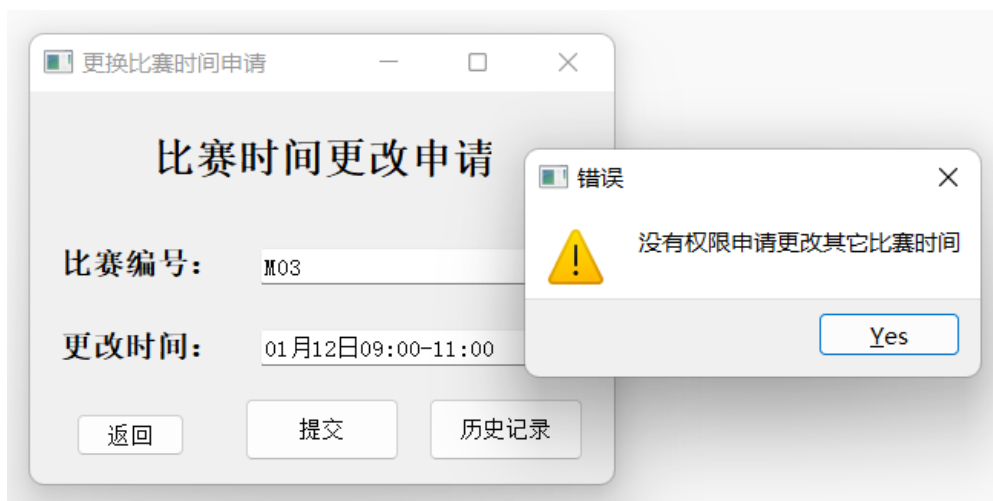 更换比赛时间申请
比赛时间更改申请
比赛编号：
M03
更改时间：
01月12日09:00-11:00
返回
提交
历史记录
错误
没有权限申请更改其它比赛时间
Yes